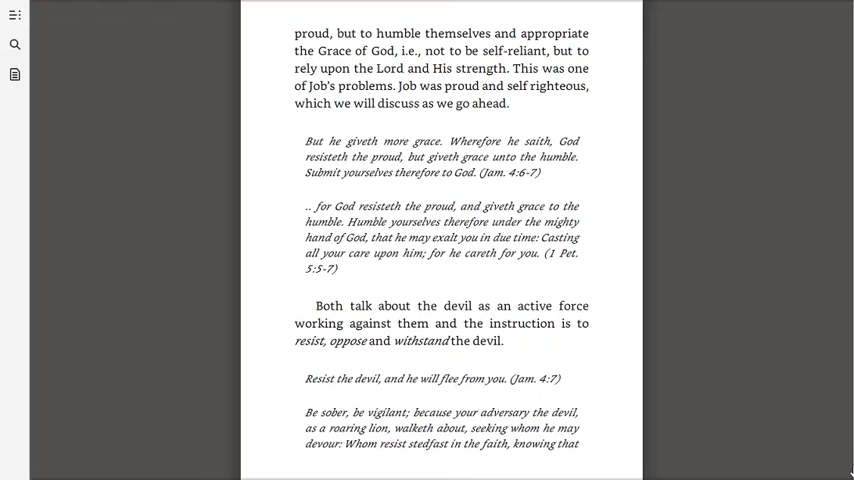 proud, but to humble themselves and appropriate
the Grace of God, i.e., not to be self-reliant, but to
rely upon the Lord and His strength. This was one
of Job's problems. Job was proud and self righteous,
which we will discuss as we go ahead.
But he giveth more grace. Wherefore he saith, God
resisteth the proud, but giveth grace unto the humble.
Submit yourselves therefore to God. (Jam. 4:6-7)
.. for God resisteth the proud, and giveth grace to the
humble. Humble yourselves therefore under the mighty
hand of God, that he may exalt you in due time: Casting
all your care upon him; for he careth for you. (1 Pet.
5:5-7)
Both talk about the devil as an active force
working against them and the instruction is to
resist, oppose and withstand the devil.
Resist the devil, and he will flee from you. (Jam. 4:7)
Be sober, be vigilant; because your adversary the devil,
as a roaring lion, walketh about, seeking whom he may
devour: Whom resist stedfast in the faith, knowing that